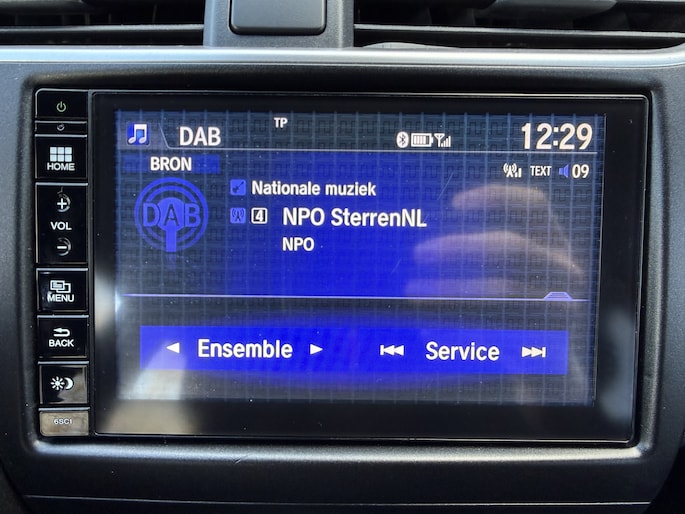 TP
DAB
12:29
BRON
TEXT 09
HOME
Nationale muziek
DAB
4 NPO SterrenNL
VOL
NPO
MENU
BACK
Ensemble
Service
6SC1